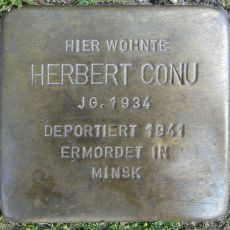 HIER WOHNTE
HERBERT CONU
JG. 1934
DEPORTIERT 1941
ERMORDET IN
MINSK